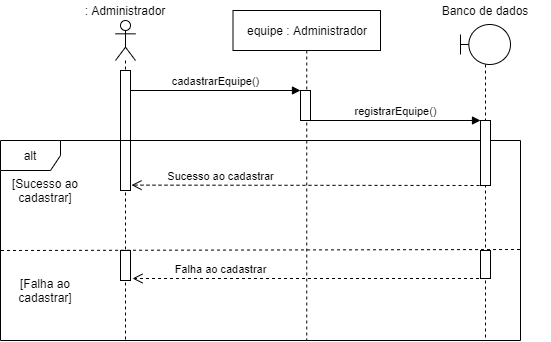 : Administrador
equipe : Administrador
Banco de dados
cadastrarEquipe()
registrarEquipe()
alt
[Sucesso ao
cadastrar]
Sucesso ao cadastrar
Falha ao cadastrar
[Falha ao
cadastrar]